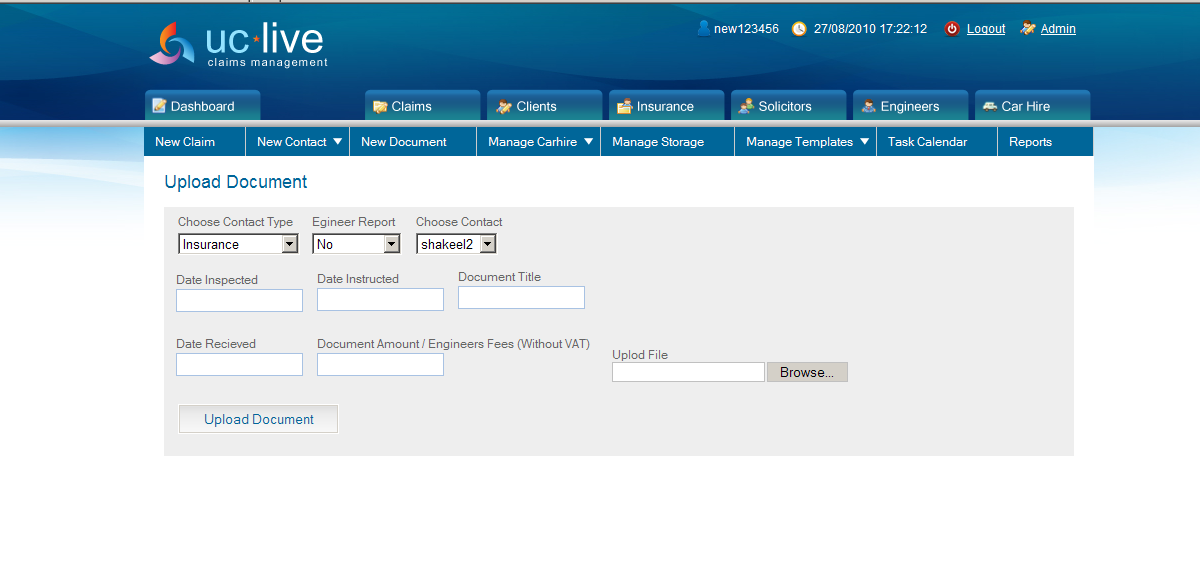 uc live
claims management
new123456 27/08/2010 17:22:12 Logout Admin
Dashboard Claims Clients Insurance Solicitors Engineers Car Hire
New Claim New Contact New Document Manage Carhire Manage Storage Manage Templates Task Calendar Reports
Upload Document
Choose Contact Type Egineer Report Choose Contact
Insurance No shakeel2
Date Inspected Date Instructed Document Title
Date Recieved Document Amount / Engineers Fees (Without VAT)
Uplod File
Browse...
Upload Document